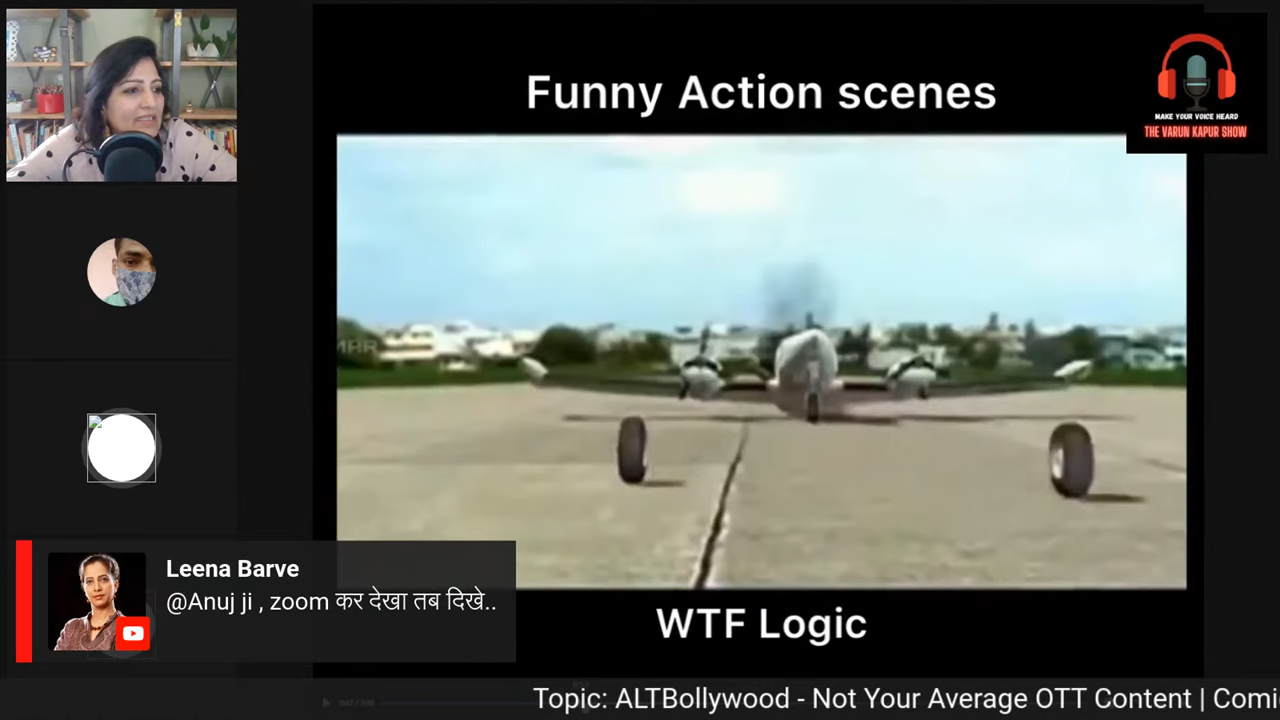 Funny Action scenes
MAKE YOUR VOICE HEARD
THE VARUN KAPUR SHOW
Leena Barve
@Anuj ji , zoom कर देखा तब दिखे..
WTF Logic
Topic: ALTBollywood - Not Your Average OTT Content | Comi